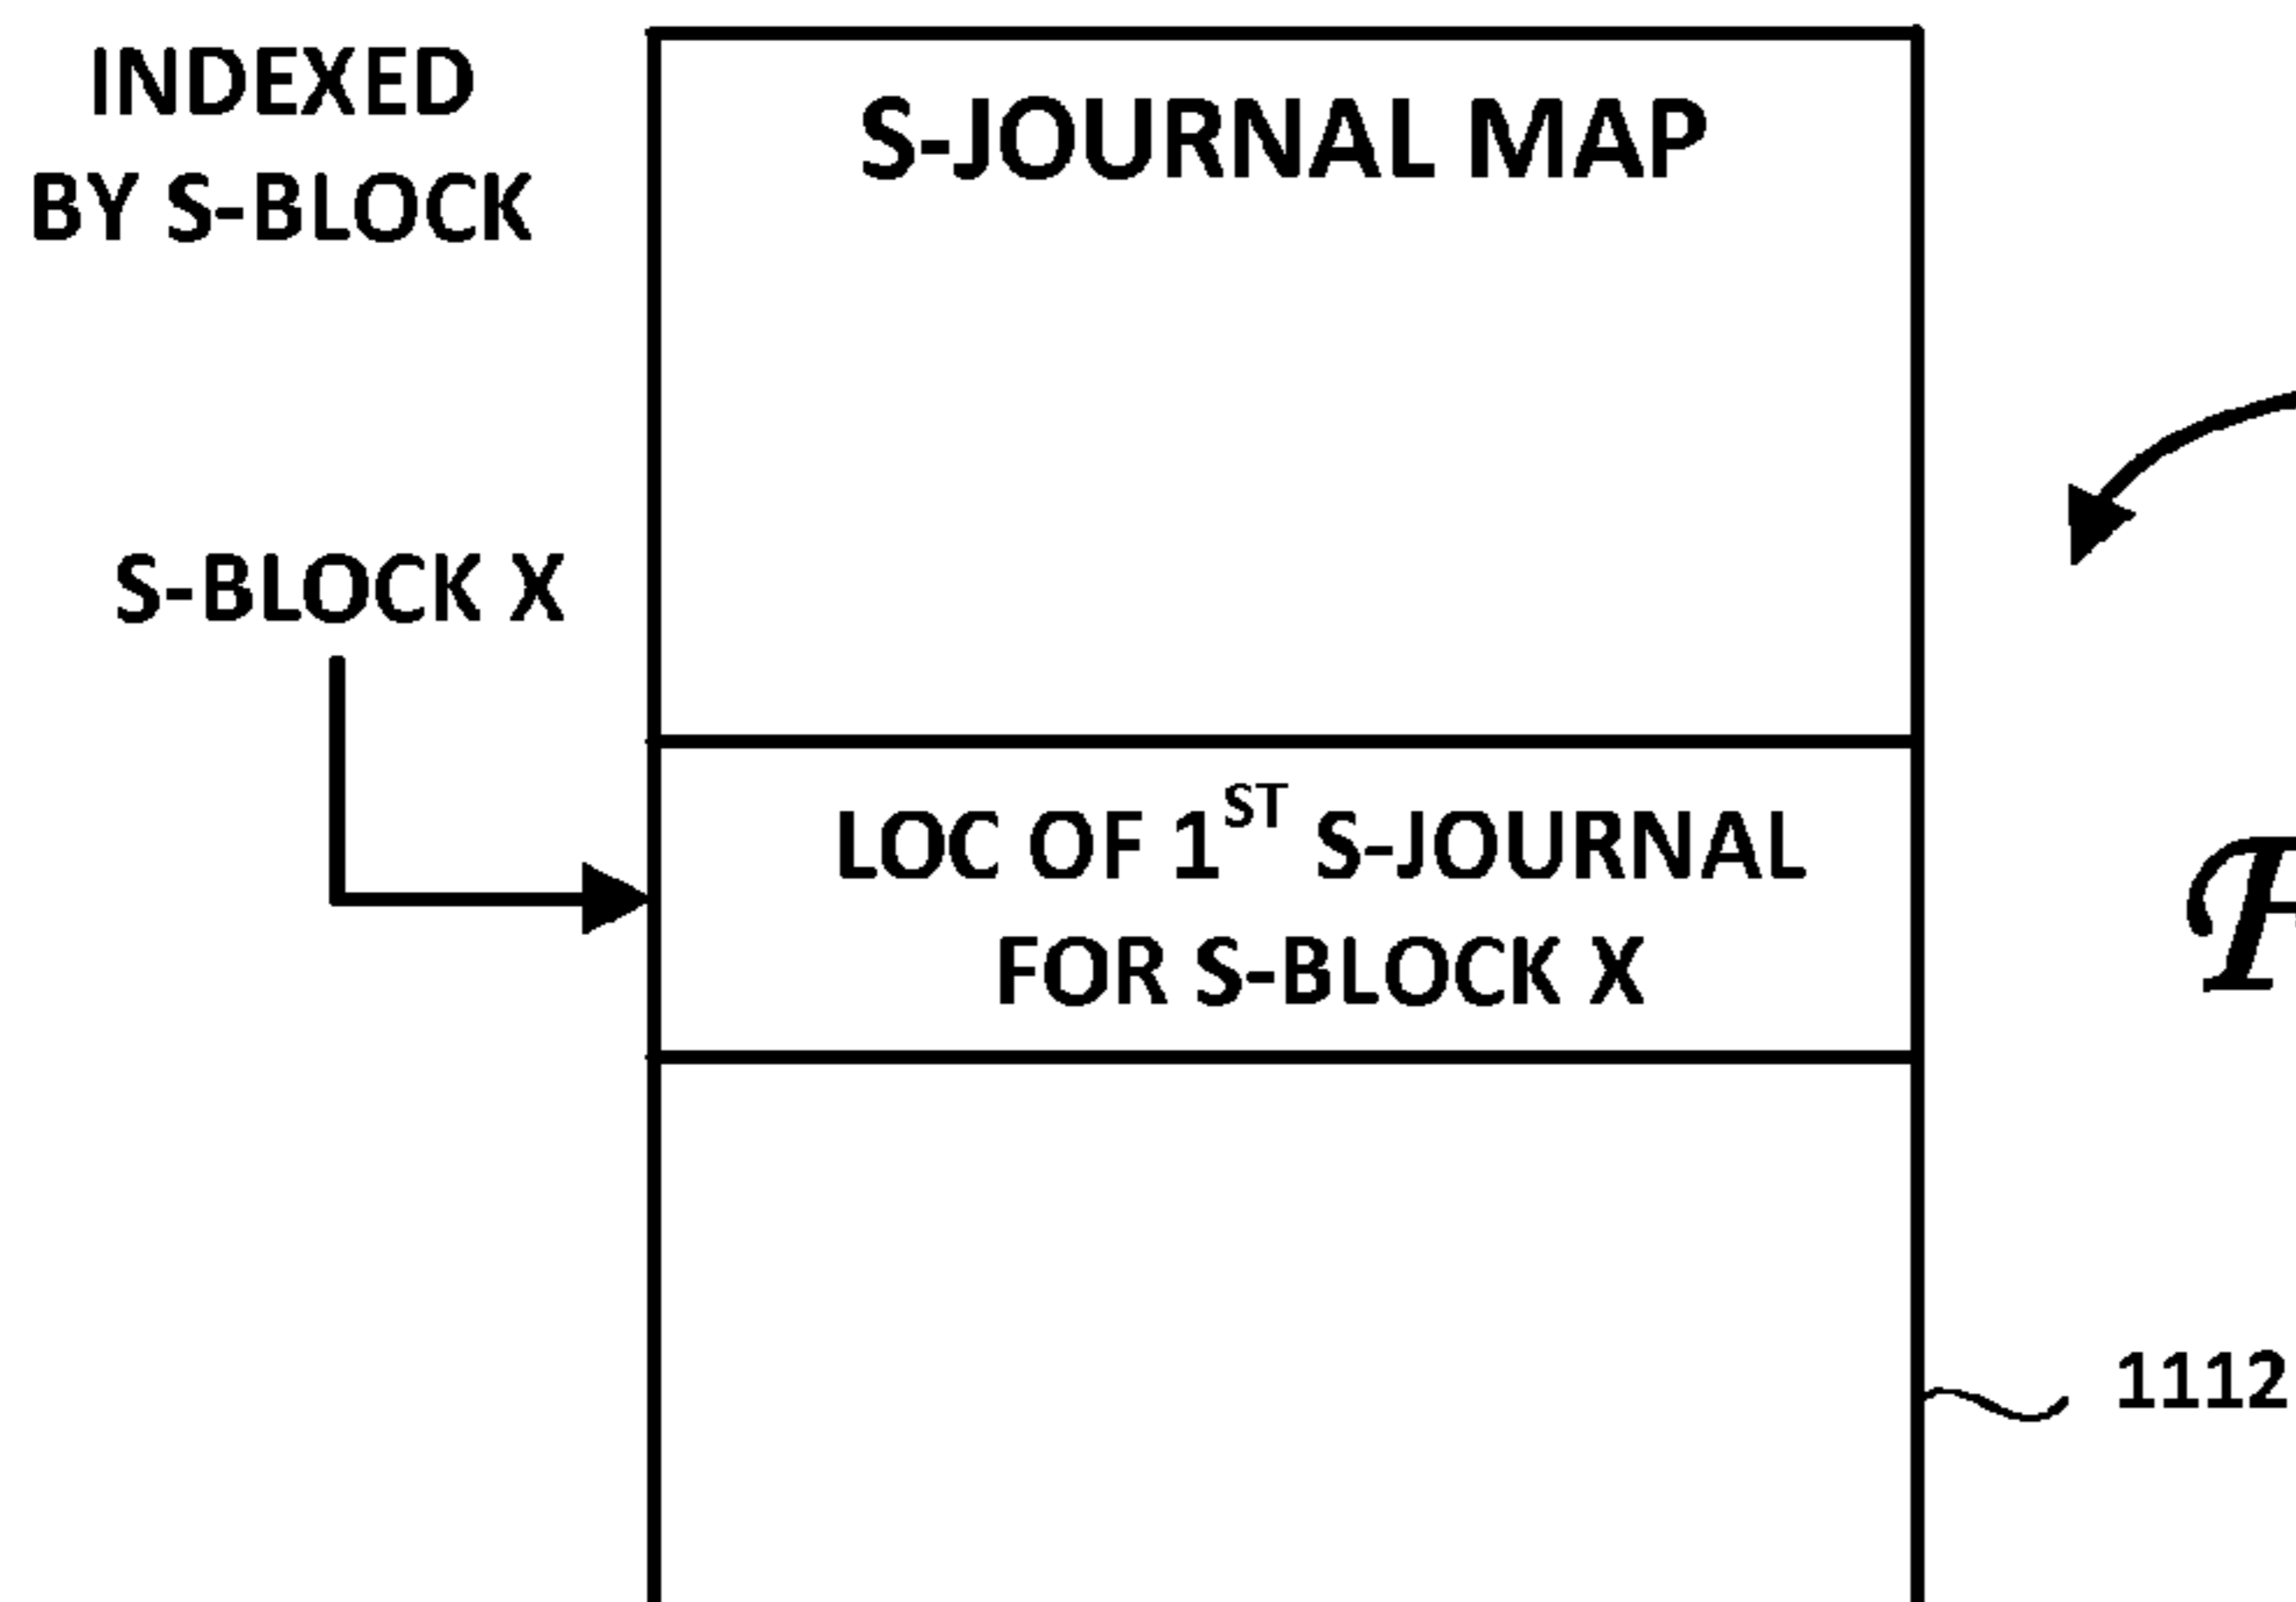 INDEXED
BY S-BLOCK
S-JOURNAL MAP
S-BLOCK X
LOC OF 1ST S-JOURNAL
FOR S-BLOCK X
1112